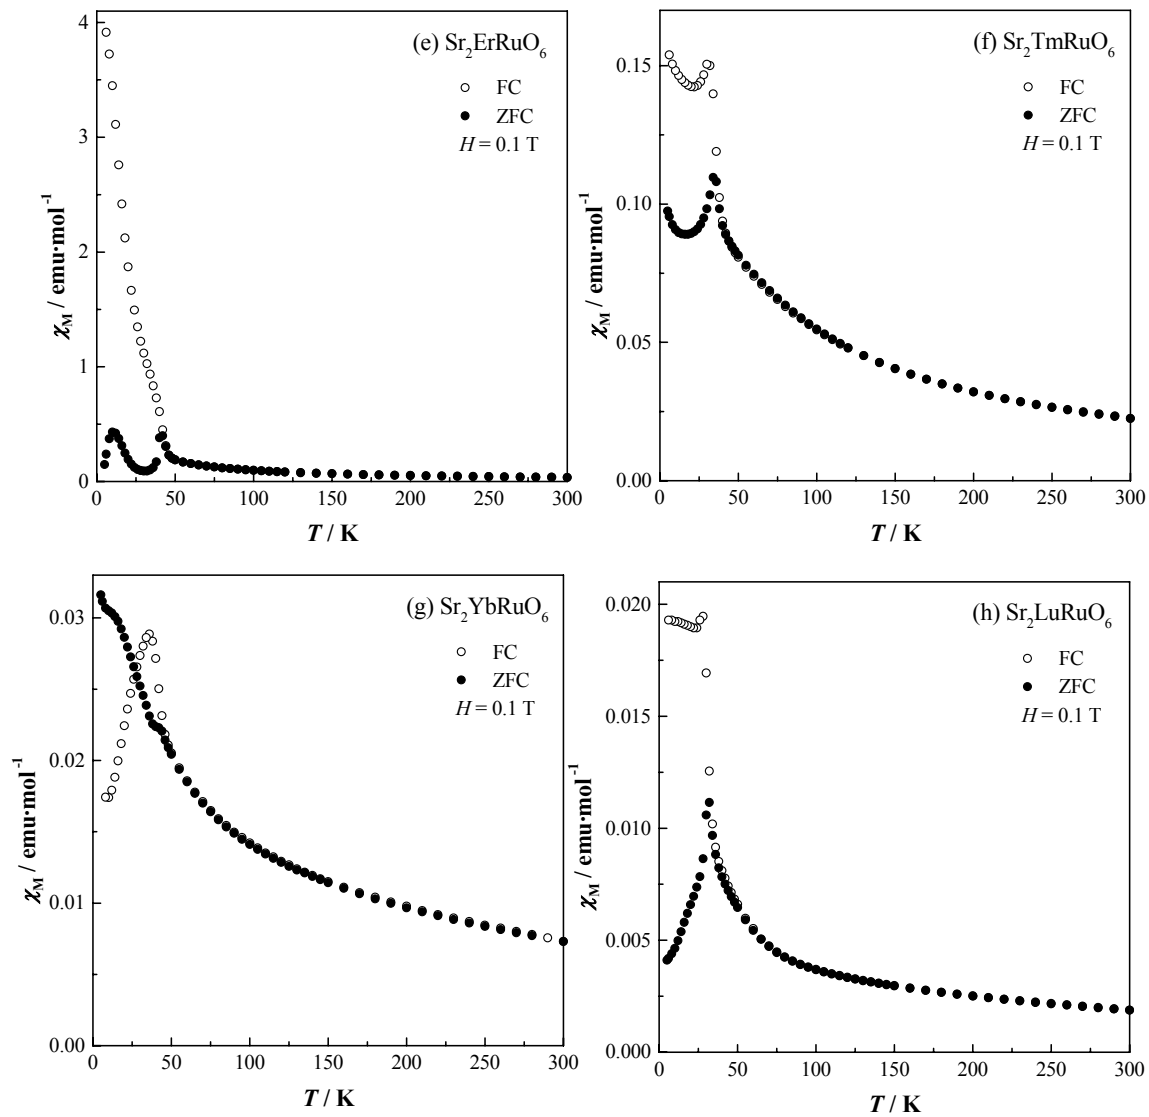 (e) Sr₂ErRuO₆
FC
ZFC
H = 0.1 T
4
3
2
1
0
0 50 100 150 200 250 300
χM / emu·mol⁻¹
T / K
(f) Sr₂TmRuO₆
FC
ZFC
H = 0.1 T
0.15
0.10
0.05
0.00
0 50 100 150 200 250 300
χM / emu·mol⁻¹
T / K
(g) Sr₂YbRuO₆
FC
ZFC
H = 0.1 T
0.03
0.02
0.01
0.00
0 50 100 150 200 250 300
χM / emu·mol⁻¹
T / K
(h) Sr₂LuRuO₆
FC
ZFC
H = 0.1 T
0.020
0.015
0.010
0.005
0.000
0 50 100 150 200 250 300
χM / emu·mol⁻¹
T / K